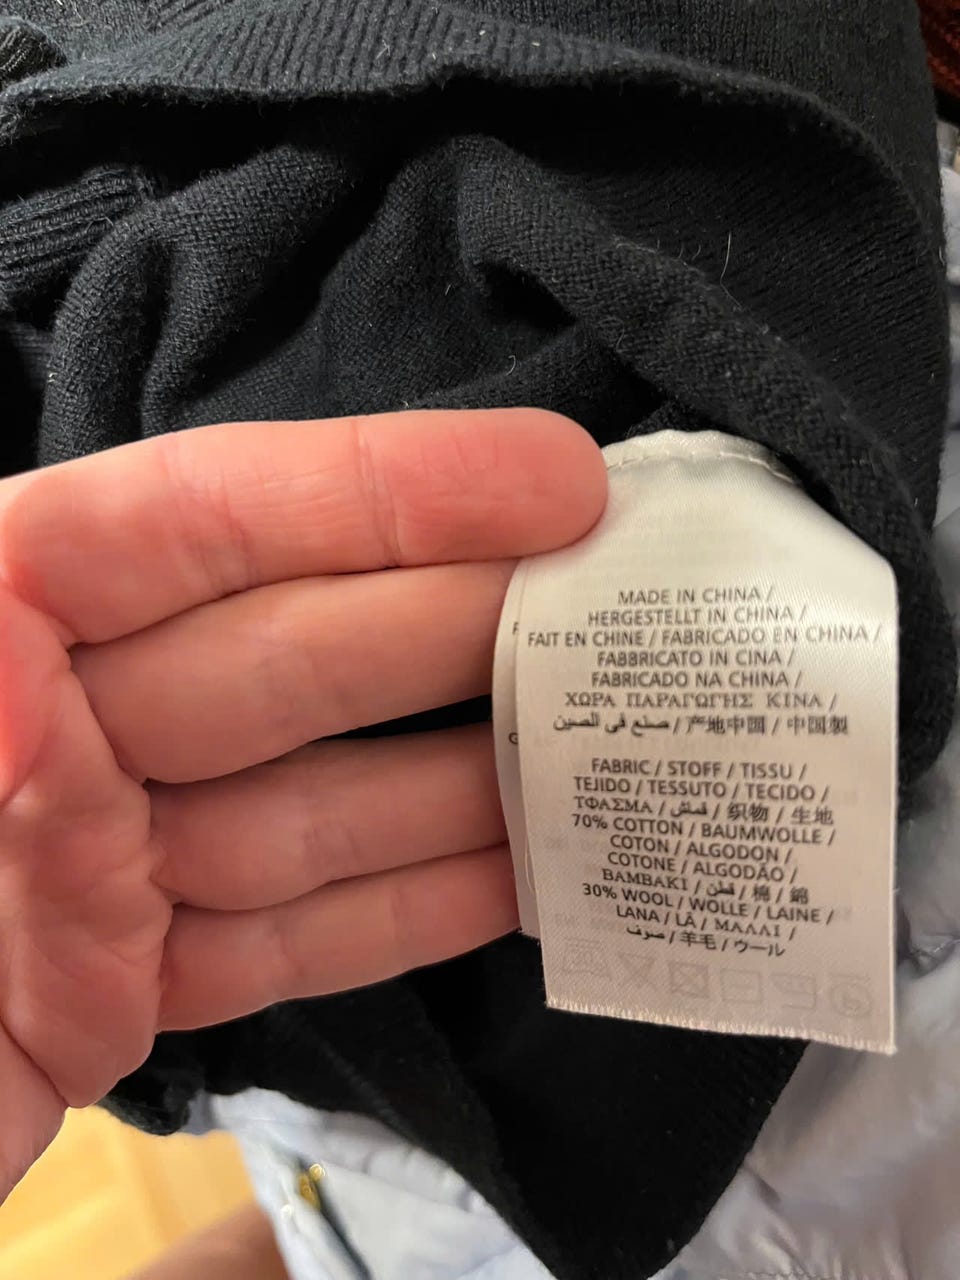 MADE IN CHINA /
HERGESTELLT IN CHINA /
FAIT EN CHINE / FABRICADO EN CHINA /
FABBRICATO IN CINA /
FABRICADO NA CHINA /
ΧΩΡΑ ΠΑΡΑΓΩΓΗΣ ΚΙΝΑ /
صنع في الصين / 产地中国 / 中国製
FABRIC / STOFF / TISSU /
TEJIDO / TESSUTO / TECIDO /
ΤΦΑΣΜΑ / قماش / 织物 / 生地
70% COTTON / BAUMWOLLE /
COTON / ALGODON /
COTONE / ALGODÃO /
BAMBAKI / قطن / 棉 / 綿
30% WOOL / WOLLE / LAINE /
LANA / LÃ / ΜΑΛΛΙ /
صوف / 羊毛 / ウール